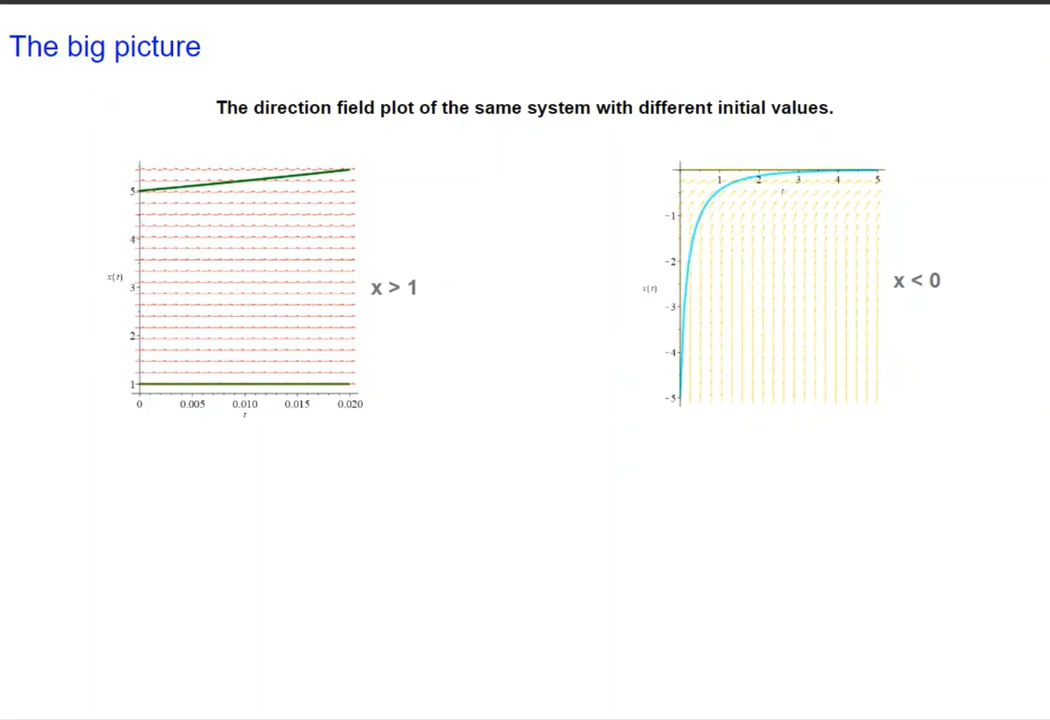 The big picture
The direction field plot of the same system with different initial values.
5
4
x(t)
3
2
1
0
0.005
0.010
0.015
0.020
t
x > 1
1
2
3
4
5
t
-1
-2
x(t)
-3
-4
-5
x < 0